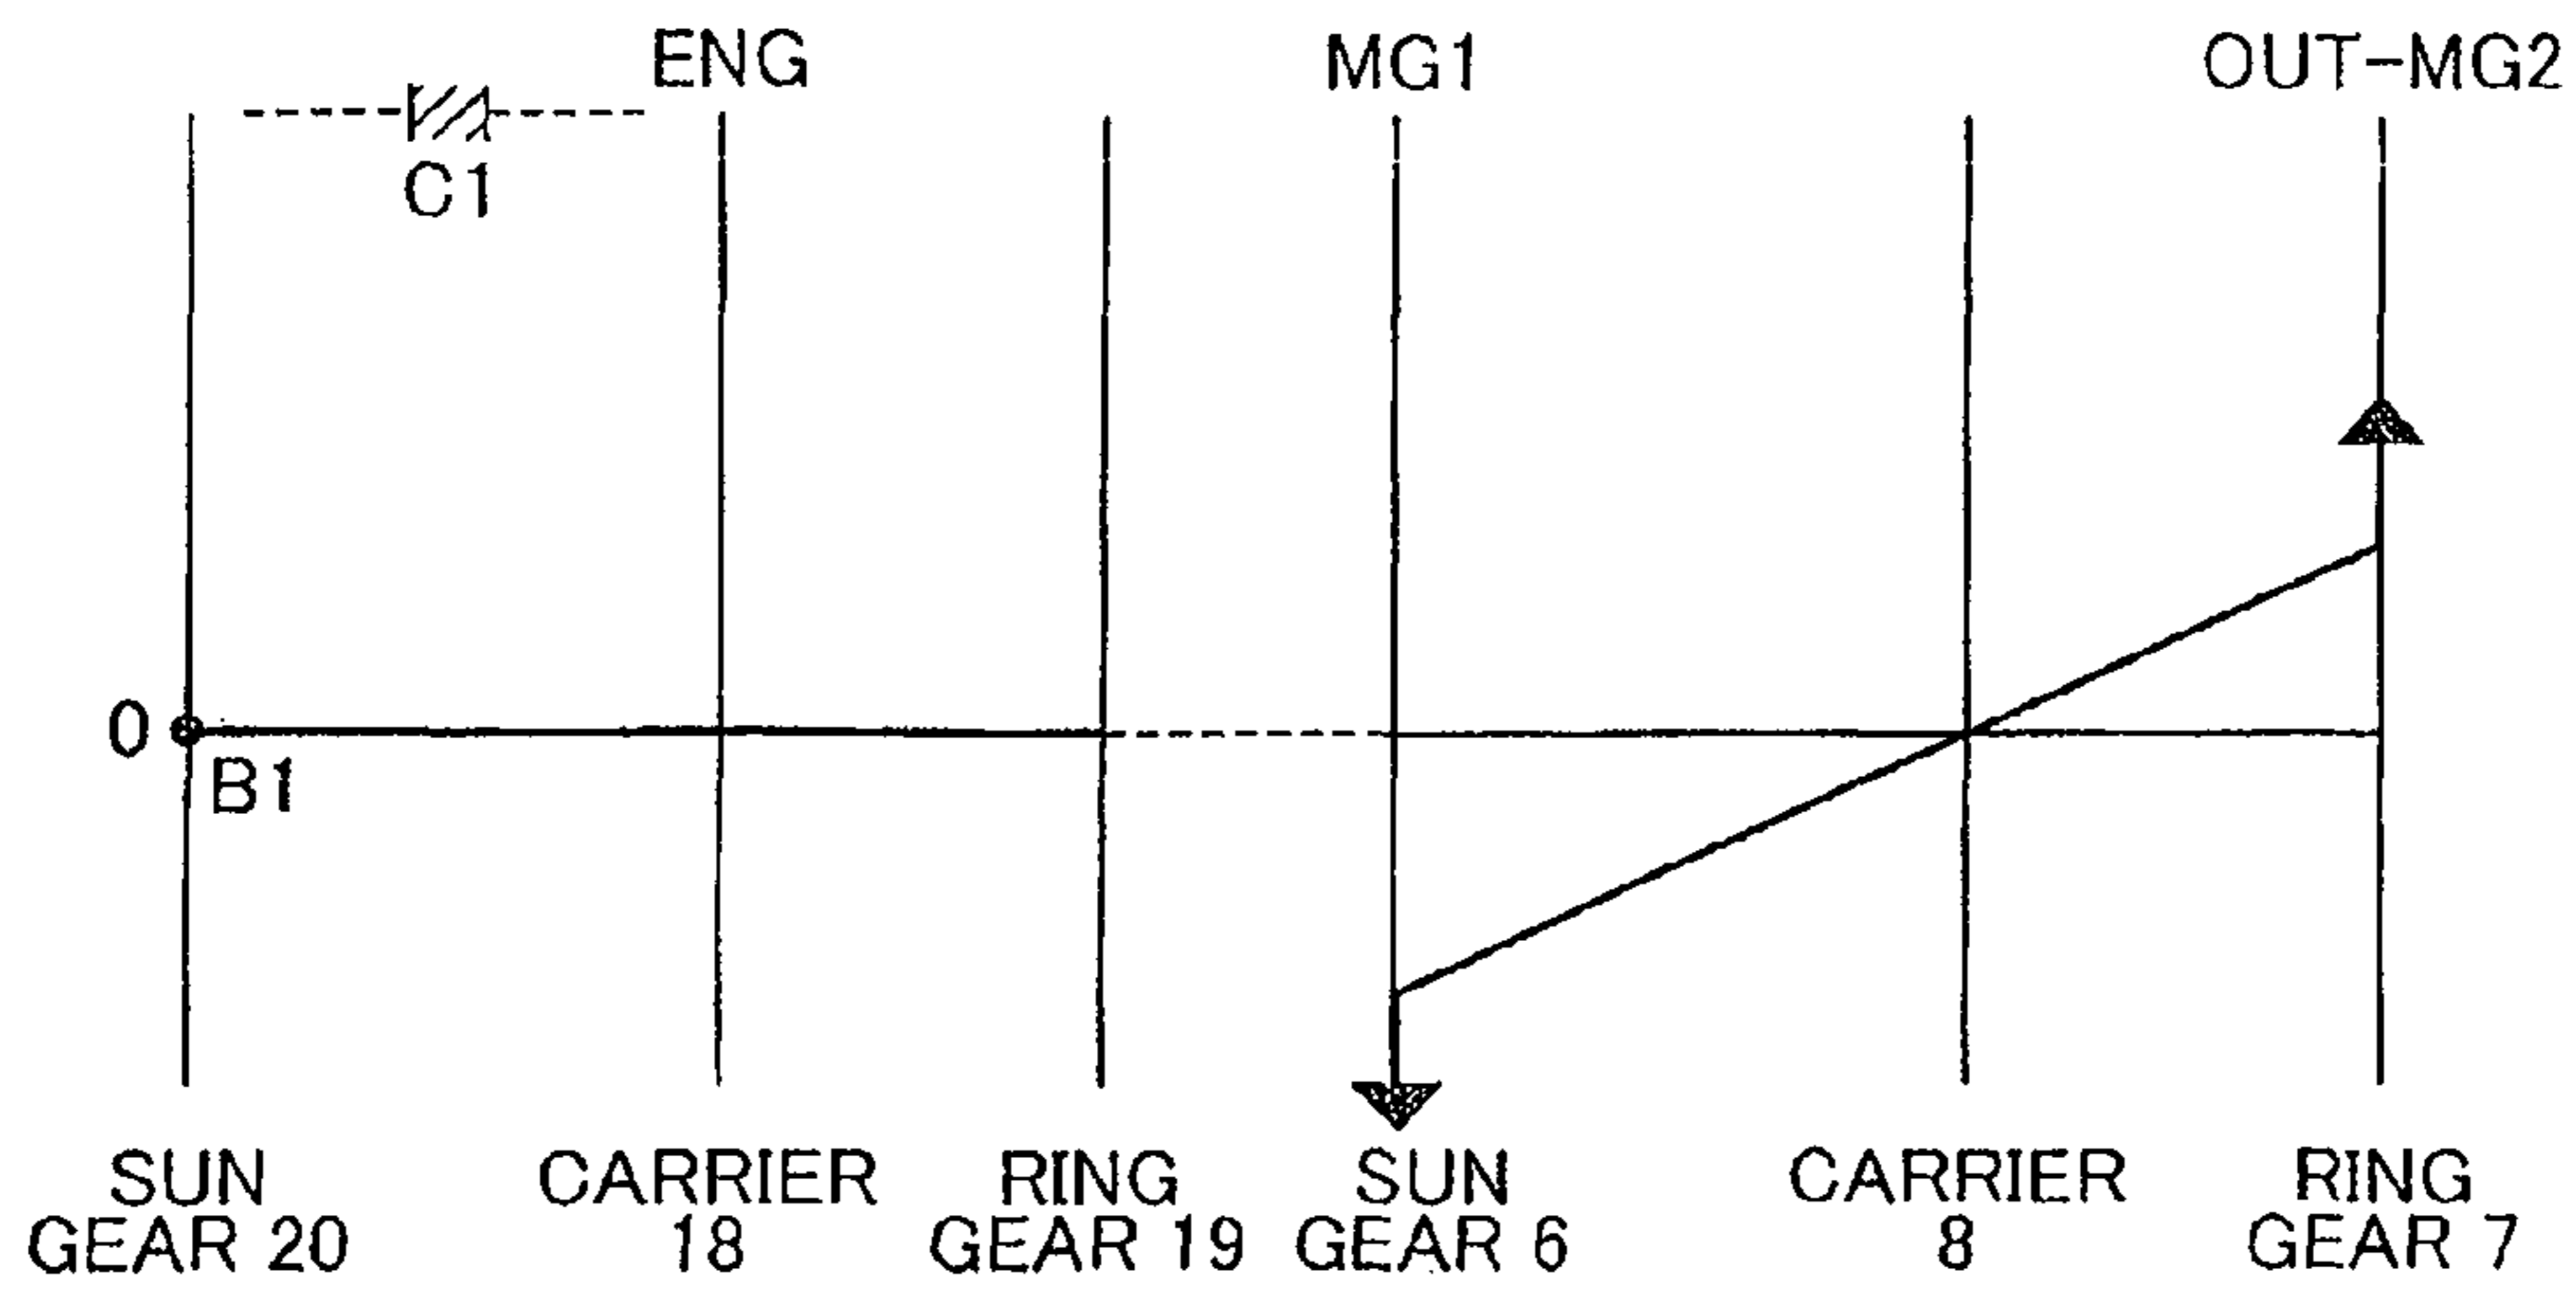 ENG MG1 OUT-MG2
C1
0
B1
SUN CARRIER RING SUN CARRIER RING
GEAR 20 18 GEAR 19 GEAR 6 8 GEAR 7